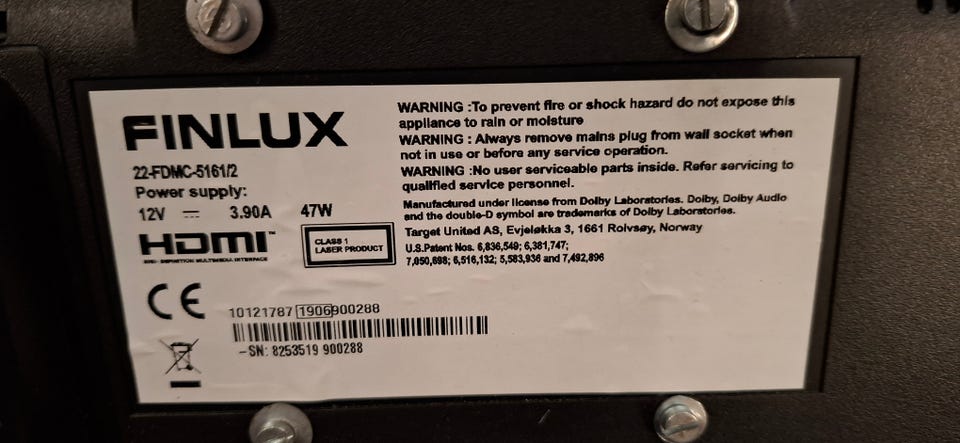 FINLUX
22-FDMC-5161/2
Power supply:
12V ⎓ 3.90A 47W
HDMI™
HIGH-DEFINITION MULTIMEDIA INTERFACE
CLASS 1
LASER PRODUCT
CE
10121787 1906900288
-SN: 8253519 900288
WARNING :To prevent fire or shock hazard do not expose this
appliance to rain or moisture
WARNING : Always remove mains plug from wall socket when
not in use or before any service operation.
WARNING :No user serviceable parts inside. Refer servicing to
qualified service personnel.
Manufactured under license from Dolby Laboratories. Dolby, Dolby Audio
and the double-D symbol are trademarks of Dolby Laboratories.
Target United AS, Evjeløkka 3, 1661 Rolvsøy, Norway
U.S.Patent Nos. 6,836,549; 6,381,747;
7,050,698; 6,516,132; 5,583,936 and 7,492,896